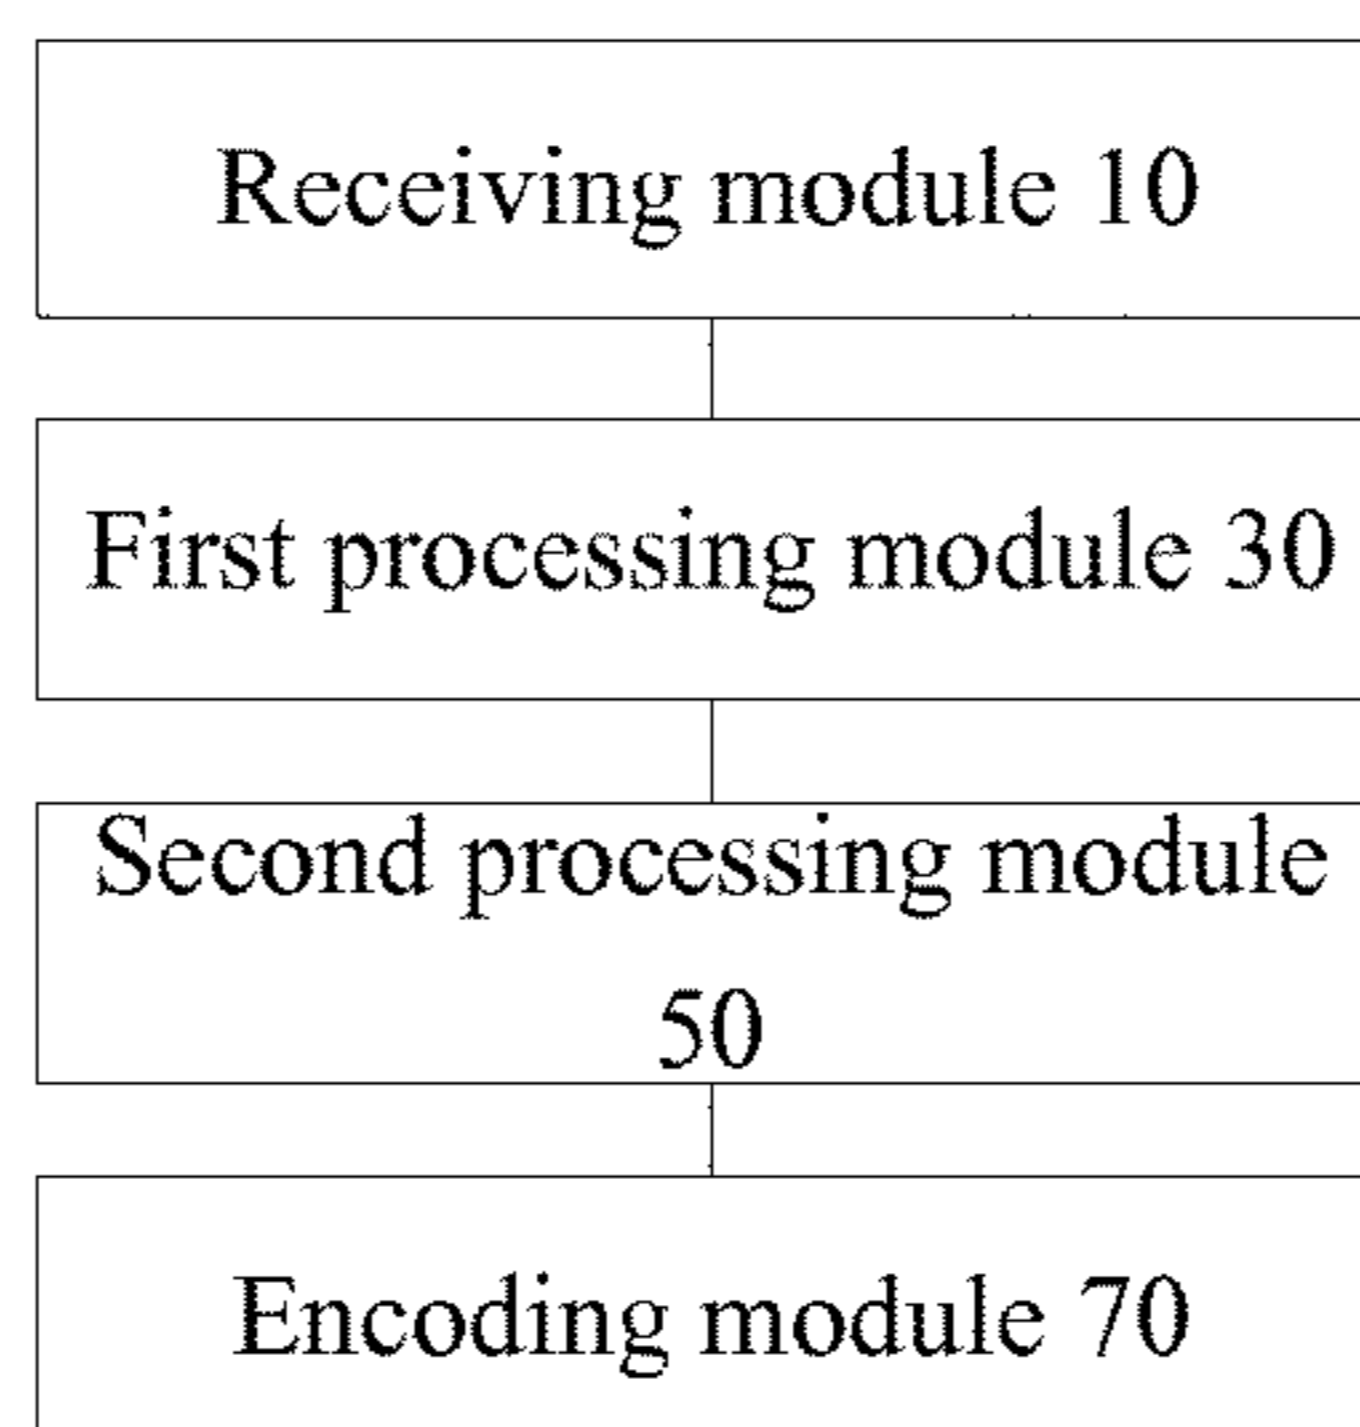 Receiving module 10
First processing module 30
Second processing module
50
Encoding module 70